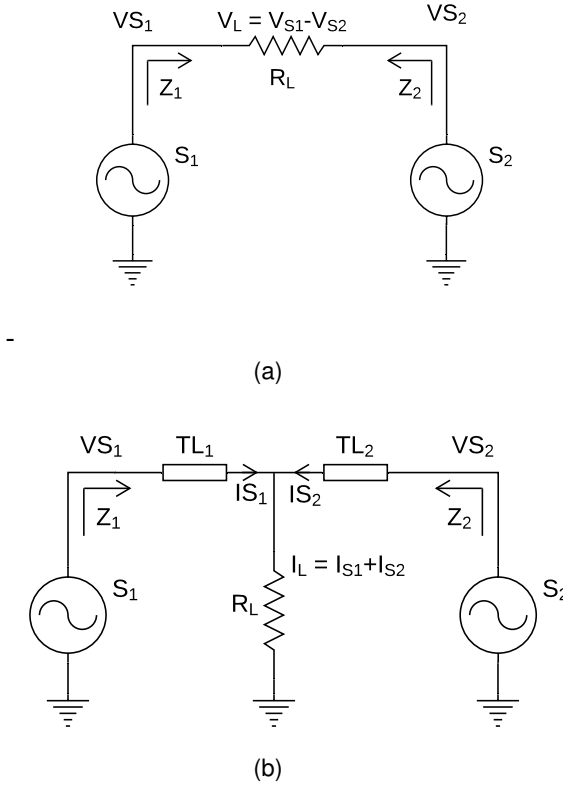 VS1 VL = VS1-VS2 VS2
Z1 RL Z2
S1 S2
-
(a)
VS1 TL1 TL2 VS2
Z1 IS1 IS2 Z2
IL = IS1+IS2
S1 RL S2
(b)